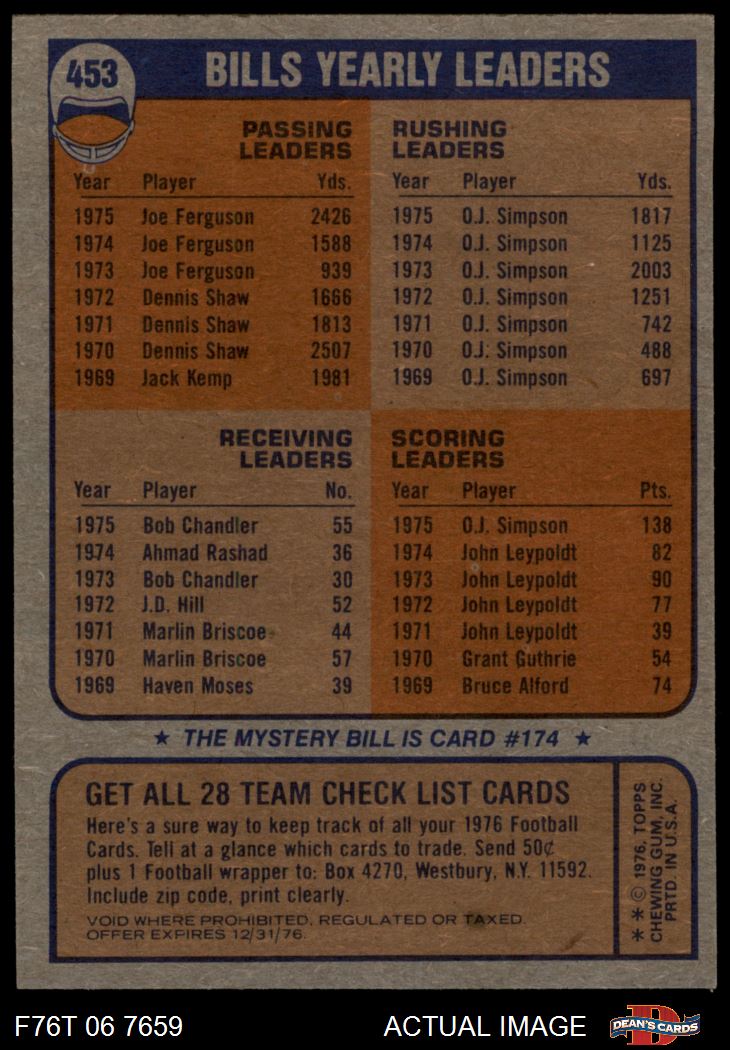 453
BILLS YEARLY LEADERS
PASSING
LEADERS
Year Player Yds.
1975 Joe Ferguson 2426
1974 Joe Ferguson 1588
1973 Joe Ferguson 939
1972 Dennis Shaw 1666
1971 Dennis Shaw 1813
1970 Dennis Shaw 2507
1969 Jack Kemp 1981
RUSHING
LEADERS
Year Player Yds.
1975 O.J. Simpson 1817
1974 O.J. Simpson 1125
1973 O.J. Simpson 2003
1972 O.J. Simpson 1251
1971 O.J. Simpson 742
1970 O.J. Simpson 488
1969 O.J. Simpson 697
RECEIVING
LEADERS
Year Player No.
1975 Bob Chandler 55
1974 Ahmad Rashad 36
1973 Bob Chandler 30
1972 J.D. Hill 52
1971 Marlin Briscoe 44
1970 Marlin Briscoe 57
1969 Haven Moses 39
SCORING
LEADERS
Year Player Pts.
1975 O.J. Simpson 138
1974 John Leypoldt 82
1973 John Leypoldt 90
1972 John Leypoldt 77
1971 John Leypoldt 39
1970 Grant Guthrie 54
1969 Bruce Alford 74
★ THE MYSTERY BILL IS CARD #174 ★
GET ALL 28 TEAM CHECK LIST CARDS
Here's a sure way to keep track of all your 1976 Football
Cards. Tell at a glance which cards to trade. Send 50¢
plus 1 Football wrapper to: Box 4270, Westbury, N.Y. 11592.
Include zip code, print clearly.
VOID WHERE PROHIBITED, REGULATED OR TAXED.
OFFER EXPIRES 12/31/76.
** © 1976, TOPPS
CHEWING GUM, INC.
PRTD. IN U.S.A.
F76T 06 7659
ACTUAL IMAGE
D
DEAN'S CARDS